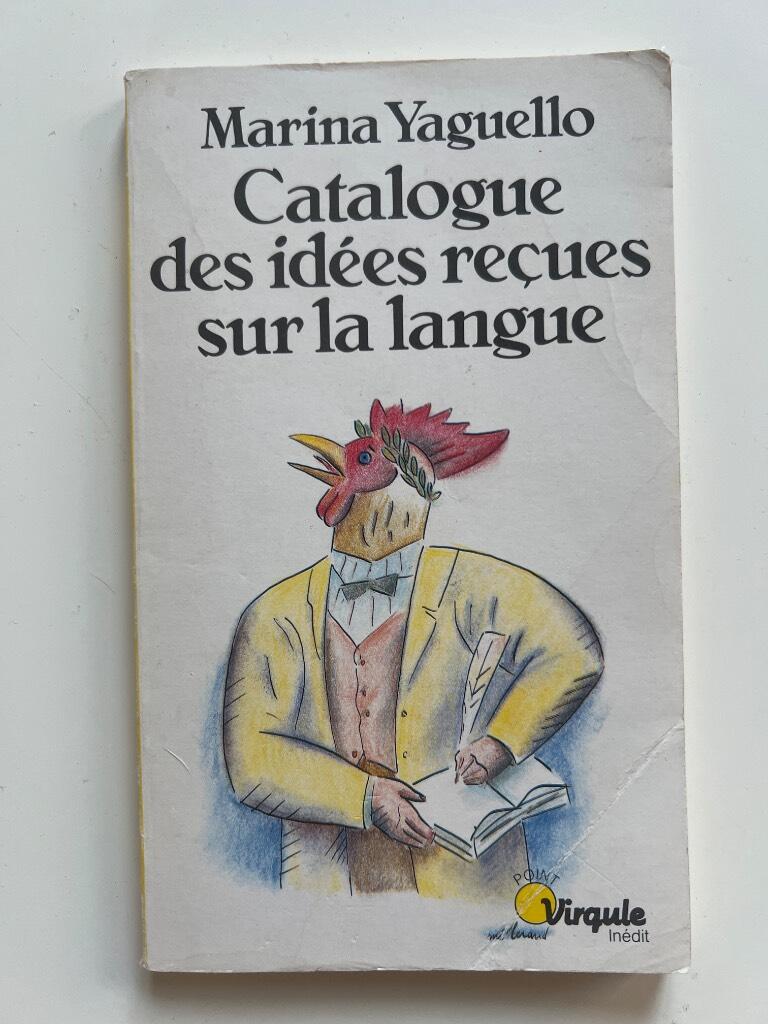 Marina Yaguello
Catalogue
des idées reçues
sur la langue
POINT
Virgule
Inédit